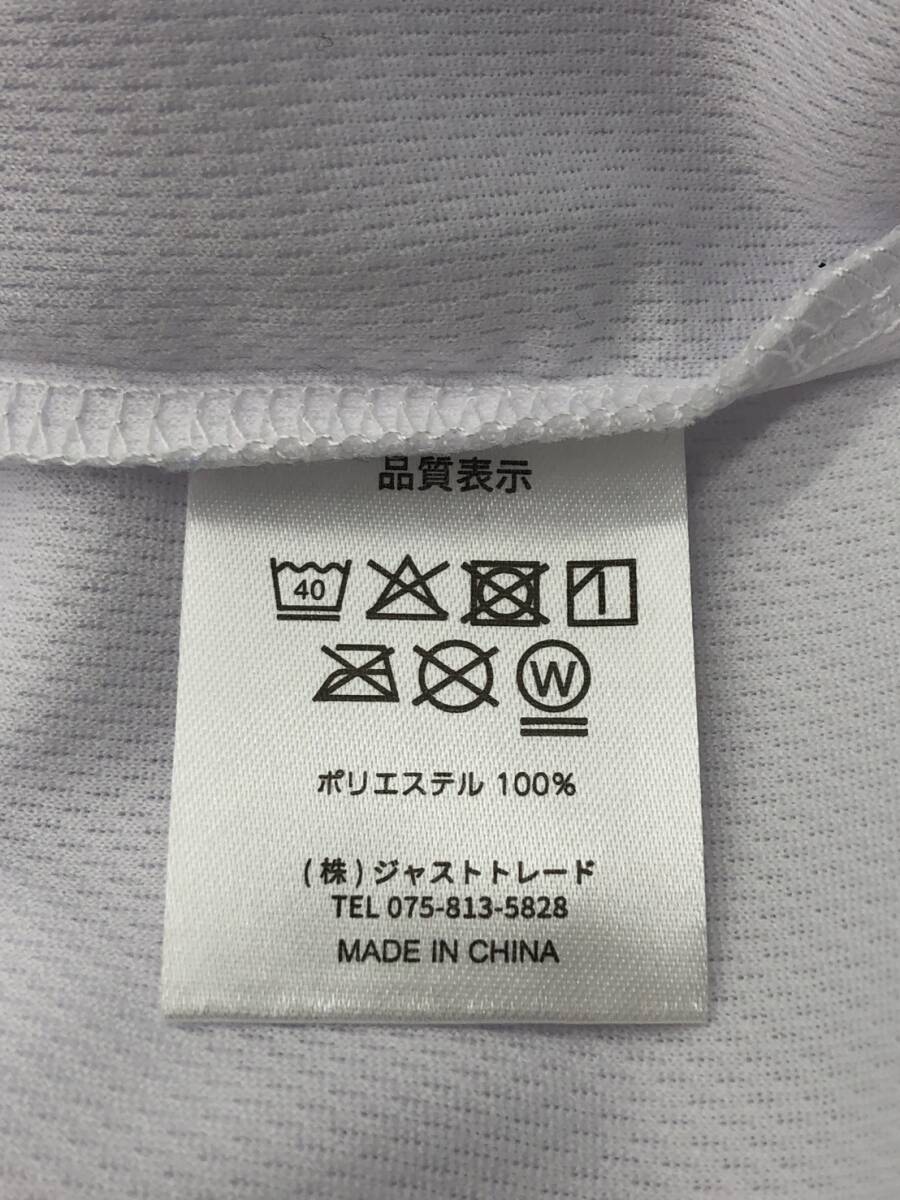 品質表示
40
W
ポリエステル 100%
(株)ジャストトレード
TEL 075-813-5828
MADE IN CHINA